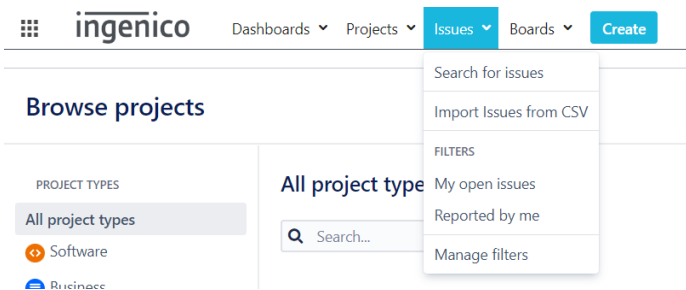 ingenico Dashboards Projects Issues Boards Create
Search for issues
Browse projects
Import Issues from CSV
FILTERS
PROJECT TYPES
All project type
My open issues
All project types
Reported by me
Search...
Software
Manage filters
Business